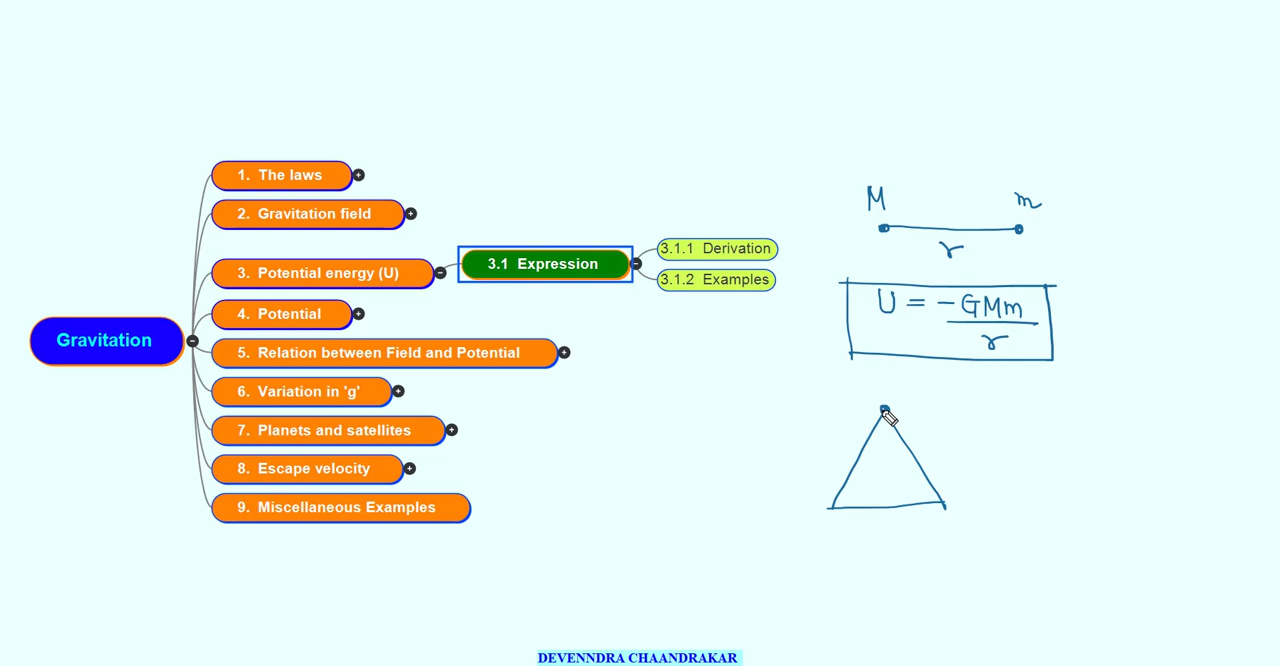 1. The laws
2. Gravitation field
3. Potential energy (U)
3.1 Expression
3.1.1 Derivation
3.1.2 Examples
4. Potential
5. Relation between Field and Potential
6. Variation in 'g'
7. Planets and satellites
8. Escape velocity
9. Miscellaneous Examples
Gravitation
M m
r
U = -GMm
r
DEVENNDRA CHAANDRAKAR